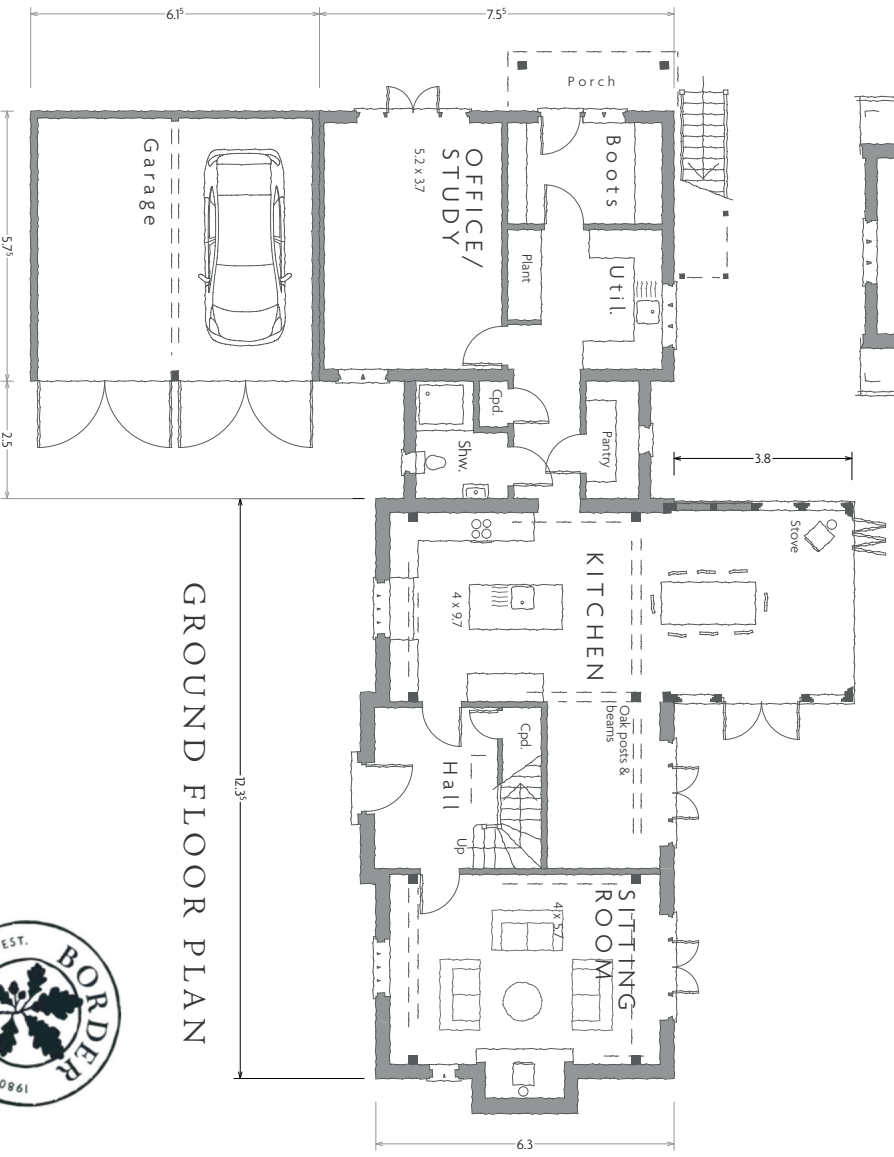 6.1⁵
7.5⁵
Porch
Garage
OFFICE/
STUDY
5.2 x 3.7
Boots
Plant
Util.
5.7⁵
2.5
Cpd.
Shw.
Pantry
3.8
Stove
KITCHEN
4 x 9.7
Oak posts &
beams
Cpd.
Hall
Up
12.3⁵
GROUND FLOOR PLAN
SITTING
ROOM
4 x 5.7
6.3
EST.
BORDER
1980